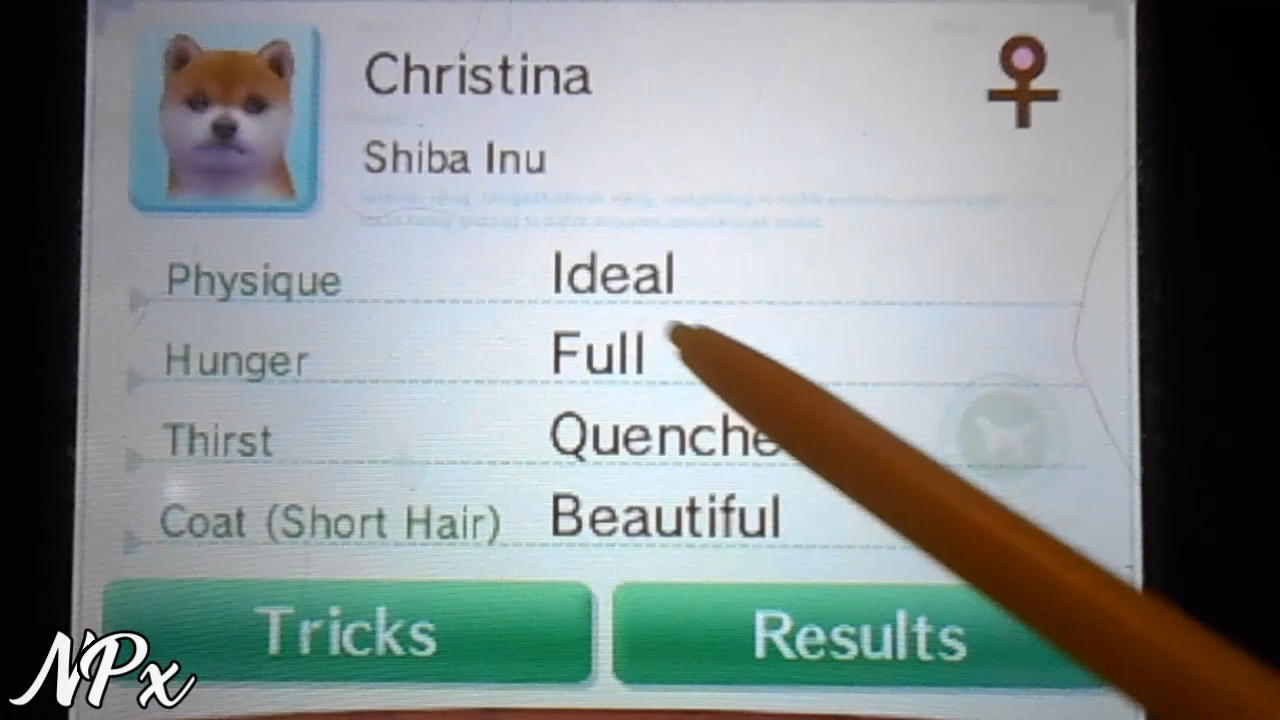 Christina
Shiba Inu
Physique Ideal
Hunger Full
Thirst Quenche
Coat (Short Hair) Beautiful
Tricks Results
NPx